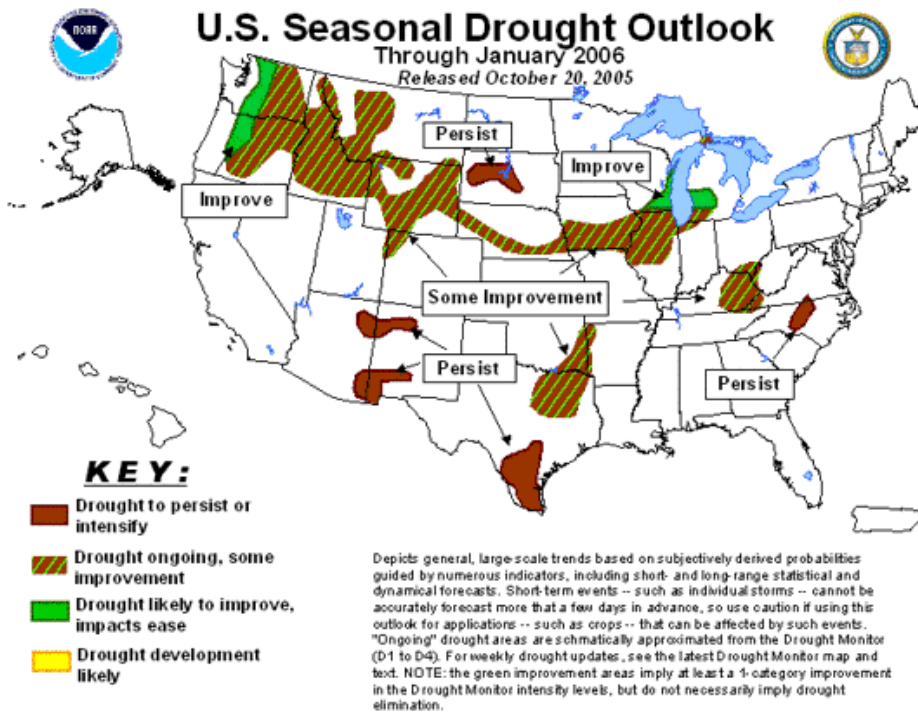 NOAA
U.S. Seasonal Drought Outlook
Through January 2006
Released October 20, 2005
Persist
Improve
Improve
Some Improvement
Persist
Persist
KEY:
Drought to persist or
intensify
Drought ongoing, some
improvement
Drought likely to improve,
impacts ease
Drought development
likely
Depicts general, large-scale trends based on subjectively derived probabilities
guided by numerous indicators, including short- and long-range statistical and
dynamical forecasts. Short-term events -- such as individual storms -- cannot be
accurately forecast more that a few days in advance, so use caution if using this
outlook for applications -- such as crops -- that can be affected by such events.
"Ongoing" drought areas are schmatically approximated from the Drought Monitor
(D1 to D4). For weekly drought updates, see the latest Drought Monitor map and
text. NOTE: the green improvement areas imply at least a 1-category improvement
in the Drought Monitor intensity levels, but do not necessarily imply drought
elimination.